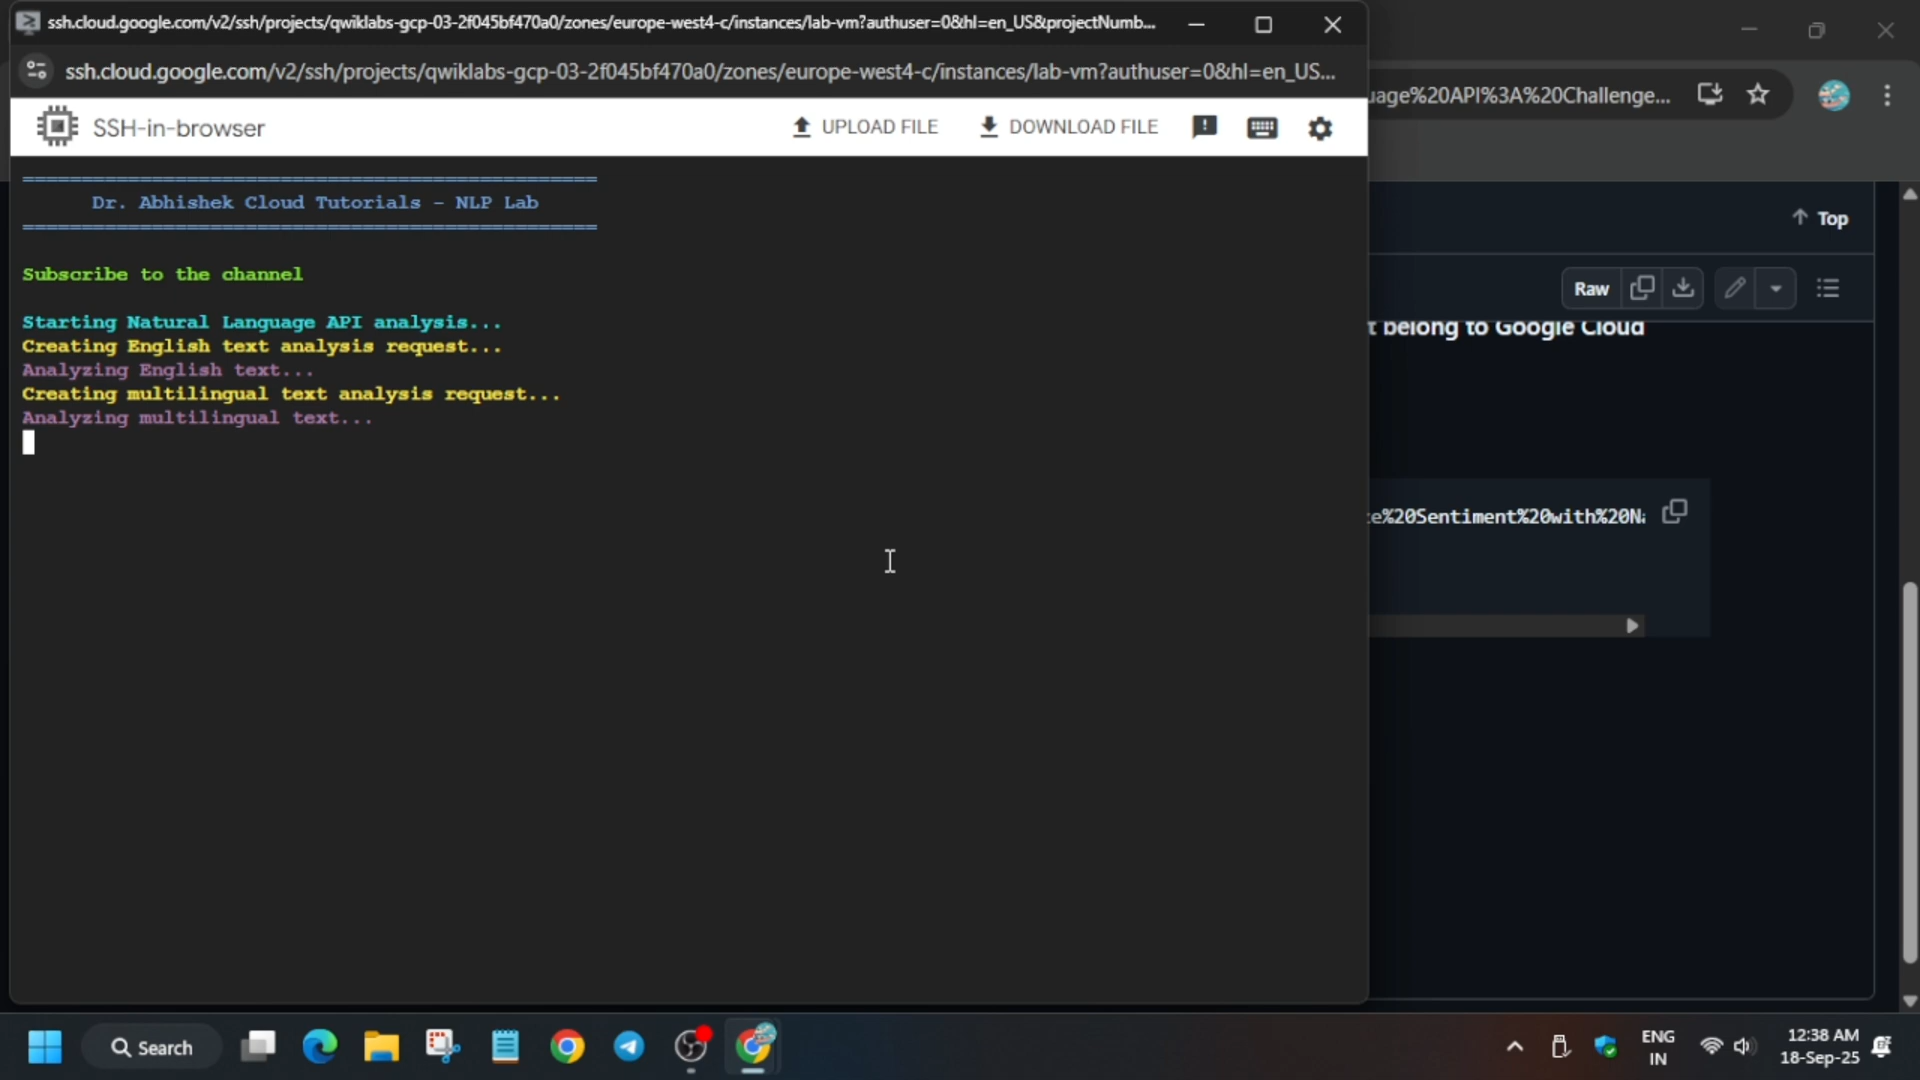 ssh.cloud.google.com/v2/ssh/projects/qwiklabs-gcp-03-2f045bf470a0/zones/europe-west4-c/instances/lab-vm?authuser=0&hl=en_US&projectNumb...
ssh.cloud.google.com/v2/ssh/projects/qwiklabs-gcp-03-2f045bf470a0/zones/europe-west4-c/instances/lab-vm?authuser=0&hl=en_US...
uage%20API%3A%20Challenge...
SSH-in-browser
UPLOAD FILE
DOWNLOAD FILE
=================================================
Dr. Abhishek Cloud Tutorials - NLP Lab
=================================================
Subscribe to the channel
Starting Natural Language API analysis...
Creating English text analysis request...
Analyzing English text...
Creating multilingual text analysis request...
Analyzing multilingual text...
Top
Raw
t belong to Google Cloud
e%20Sentiment%20with%20Na
Search
ENG
IN
12:38 AM
18-Sep-25